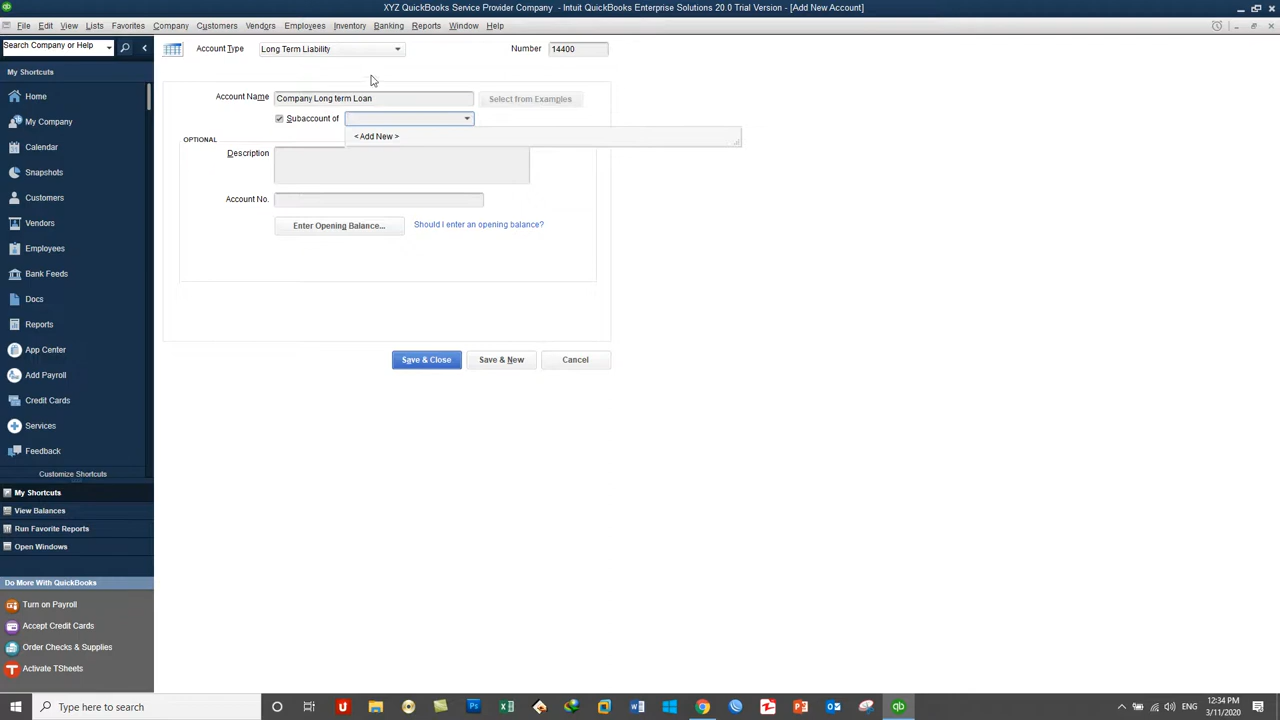 XYZ QuickBooks Service Provider Company - Intuit QuickBooks Enterprise Solutions 20.0 Trial Version - [Add New Account]
File Edit View Lists Favorites Company Customers Vendors Employees Inventory Banking Reports Window Help
Search Company or Help
My Shortcuts
Home
My Company
Calendar
Snapshots
Customers
Vendors
Employees
Bank Feeds
Docs
Reports
App Center
Add Payroll
Credit Cards
Services
Feedback
Customize Shortcuts
My Shortcuts
View Balances
Run Favorite Reports
Open Windows
Do More With QuickBooks
Turn on Payroll
Accept Credit Cards
Order Checks & Supplies
Activate TSheets
Account Type Long Term Liability Number 14400
Account Name Company Long term Loan Select from Examples
Subaccount of
< Add New >
OPTIONAL
Description
Account No.
Enter Opening Balance... Should I enter an opening balance?
Save & Close Save & New Cancel
Type here to search
12:34 PM
3/11/2020